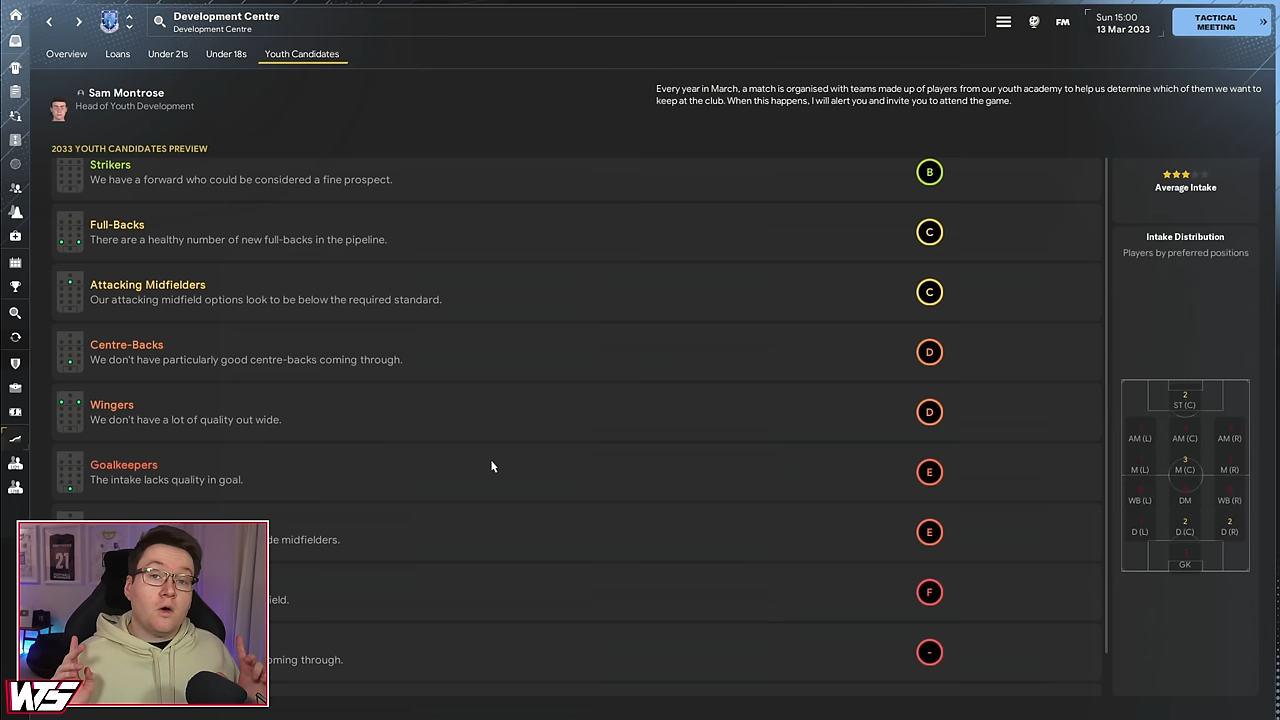 Development Centre
Development Centre
FM
Sun 15:00
13 Mar 2033
TACTICAL
MEETING
Overview
Loans
Under 21s
Under 18s
Youth Candidates
Sam Montrose
Head of Youth Development
Every year in March, a match is organised with teams made up of players from our youth academy to help us determine which of them we want to
keep at the club. When this happens, I will alert you and invite you to attend the game.
2033 YOUTH CANDIDATES PREVIEW
Strikers
We have a forward who could be considered a fine prospect.
B
Full-Backs
There are a healthy number of new full-backs in the pipeline.
C
Attacking Midfielders
Our attacking midfield options look to be below the required standard.
C
Centre-Backs
We don't have particularly good centre-backs coming through.
D
Wingers
We don't have a lot of quality out wide.
D
Goalkeepers
The intake lacks quality in goal.
E
midfielders.
E
F
through.
-
Average Intake
Intake Distribution
Players by preferred positions
2
ST (C)
AM (L)
AM (C)
AM (R)
3
M (L)
M (C)
M (R)
WB (L)
DM
WB (R)
2
2
D (L)
D (C)
D (R)
GK
21
WTS